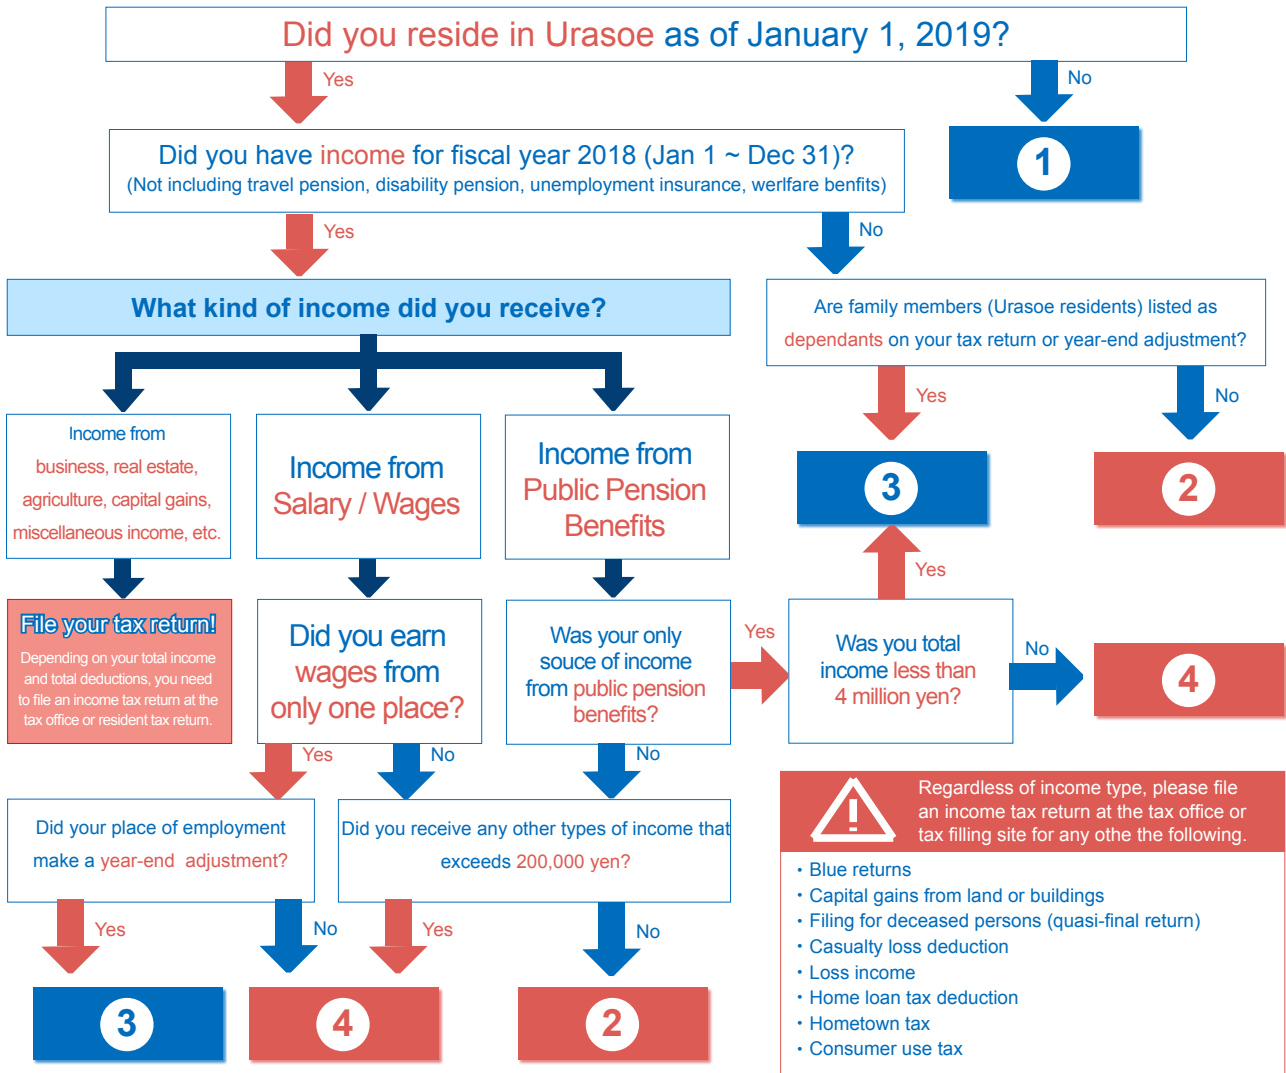 Did you reside in Urasoe as of January 1, 2019?
Yes
No
Did you have income for fiscal year 2018 (Jan 1 ~ Dec 31)?
(Not including travel pension, disability pension, unemployment insurance, werlfare benfits)
1
Yes
No
What kind of income did you receive?
Are family members (Urasoe residents) listed as
dependants on your tax return or year-end adjustment?
Yes
No
Income from
business, real estate,
agriculture, capital gains,
miscellaneous income, etc.
Income from
Salary / Wages
Income from
Public Pension
Benefits
3
2
Yes
File your tax return!
Depending on your total income
and total deductions, you need
to file an income tax return at the
tax office or resident tax return.
Did you earn
wages from
only one place?
Was your only
souce of income
from public pension
benefits?
Yes
Was you total
income less than
4 million yen?
No
4
Yes
No
No
Did your place of employment
make a year-end adjustment?
Did you receive any other types of income that
exceeds 200,000 yen?
Yes
No
Yes
No
3
4
2
Regardless of income type, please file
an income tax return at the tax office or
tax filling site for any othe the following.
・Blue returns
・Capital gains from land or buildings
・Filing for deceased persons (quasi-final return)
・Casualty loss deduction
・Loss income
・Home loan tax deduction
・Hometown tax
・Consumer use tax